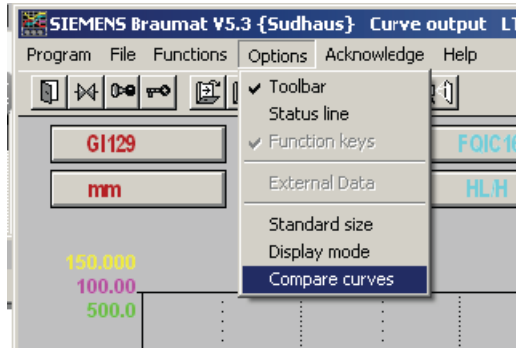 SIEMENS Braumat V5.3 {Sudhaus} Curve output LT
Program File Functions Options Acknowledge Help
Toolbar
Status line
Function keys
External Data
Standard size
Display mode
Compare curves
GI129
FQIC16
mm
HL/H
150.000
100.00
500.0